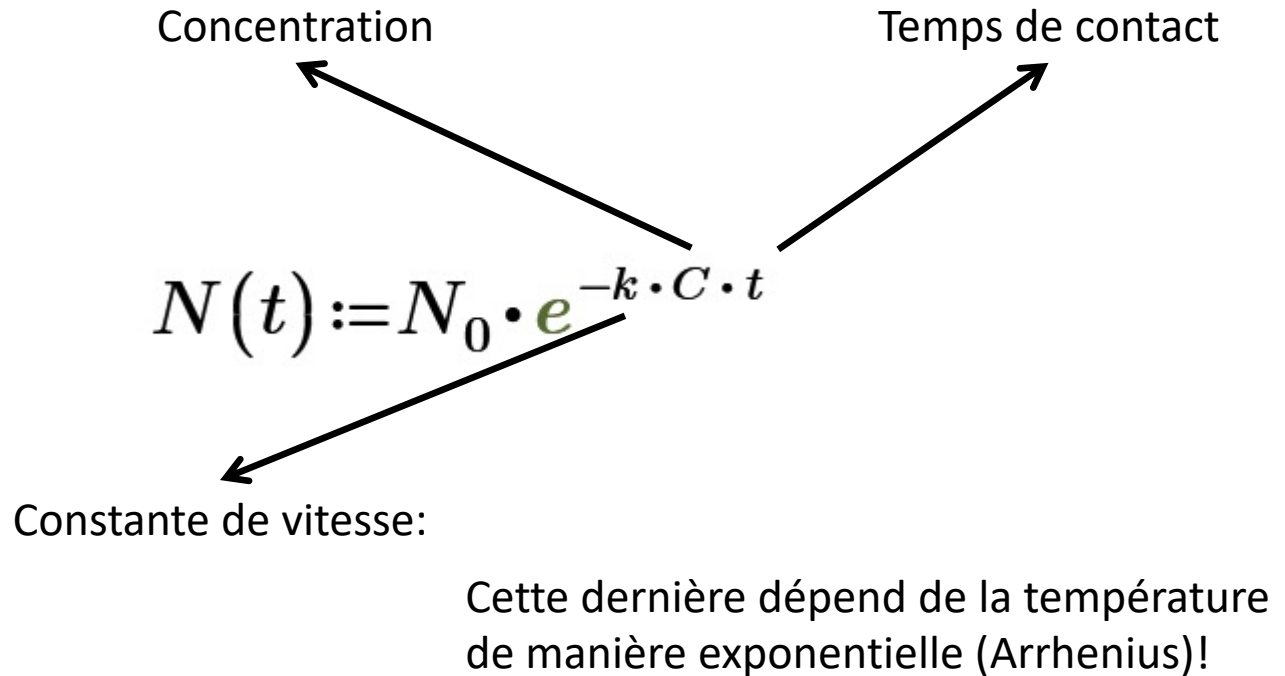 Concentration
Temps de contact
N(t):=N₀·e^(-k·C·t)
Constante de vitesse:
Cette dernière dépend de la température
de manière exponentielle (Arrhenius)!